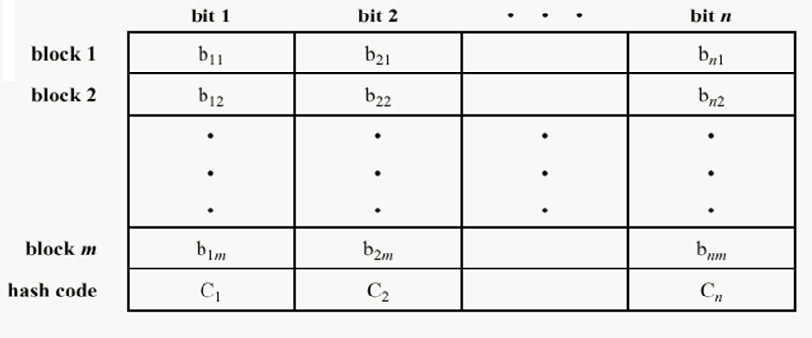 bit 1 bit 2 · · · bit n
block 1 b₁₁ b₂₁ bₙ₁
block 2 b₁₂ b₂₂ bₙ₂
· · · ·
· · · ·
· · · ·
block m b₁ₘ b₂ₘ bₙₘ
hash code C₁ C₂ Cₙ